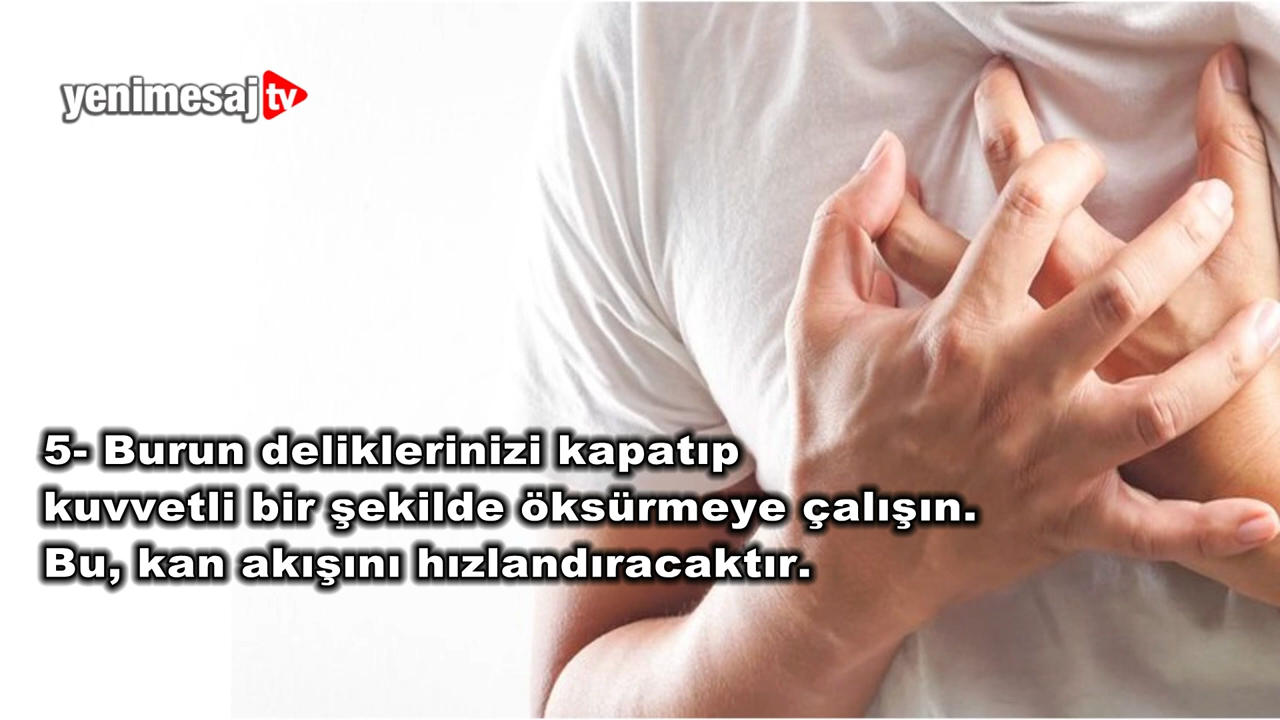 yenimesaj tv
5- Burun deliklerinizi kapatıp
kuvvetli bir şekilde öksürmeye çalışın.
Bu, kan akışını hızlandıracaktır.